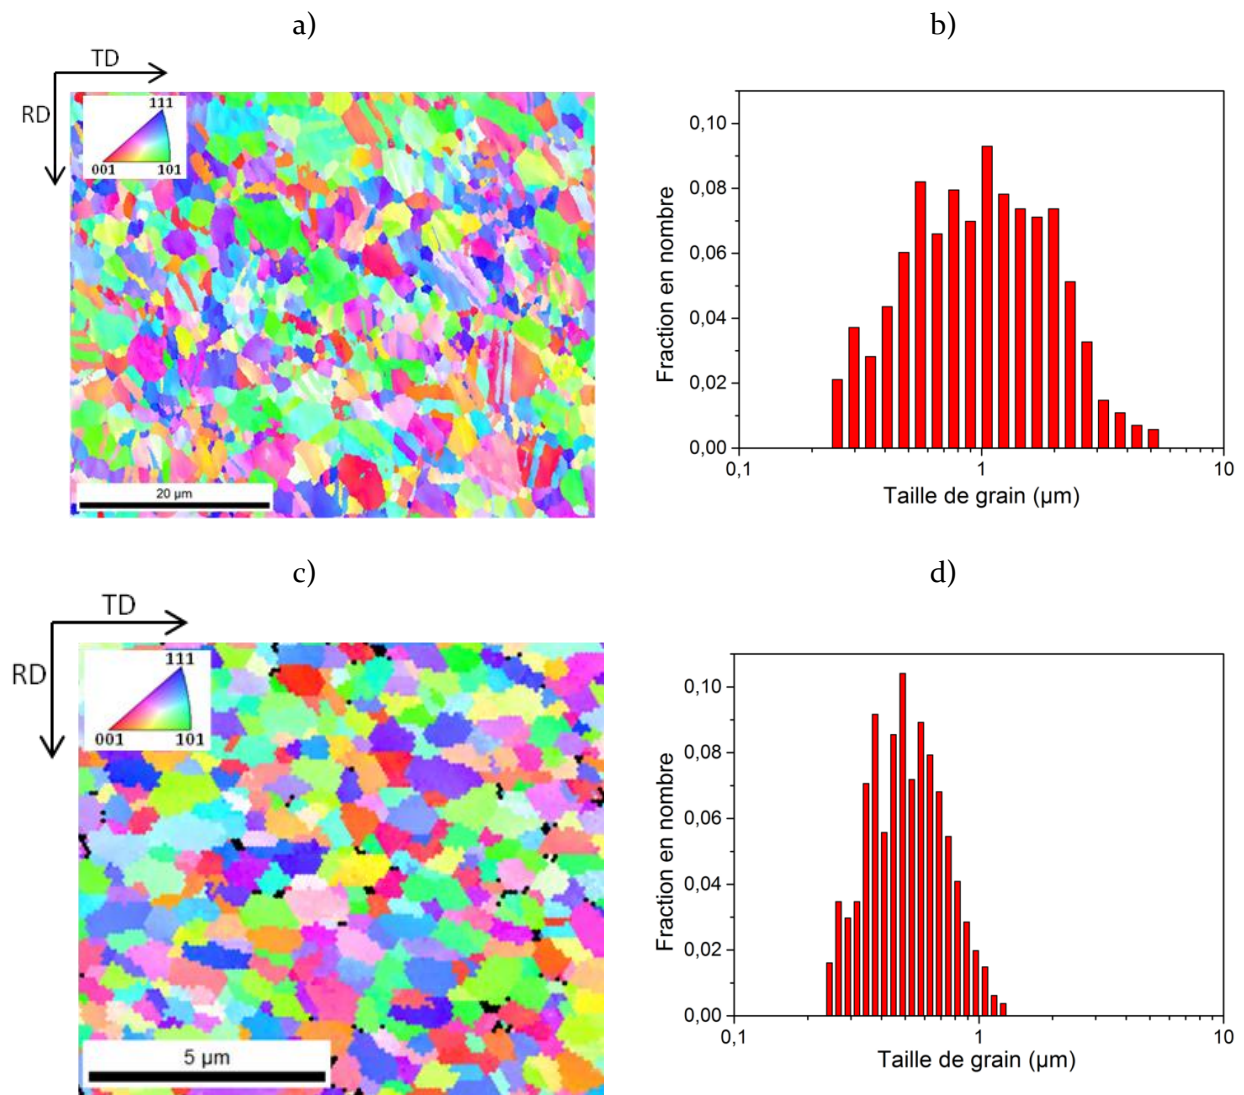 a)
b)
TD
RD
111
001
101
20 µm
0,10
0,08
0,06
0,04
0,02
0,00
Fraction en nombre
0,1
1
10
Taille de grain (µm)
c)
d)
TD
RD
111
001
101
5 µm
0,10
0,08
0,06
0,04
0,02
0,00
Fraction en nombre
0,1
1
10
Taille de grain (µm)